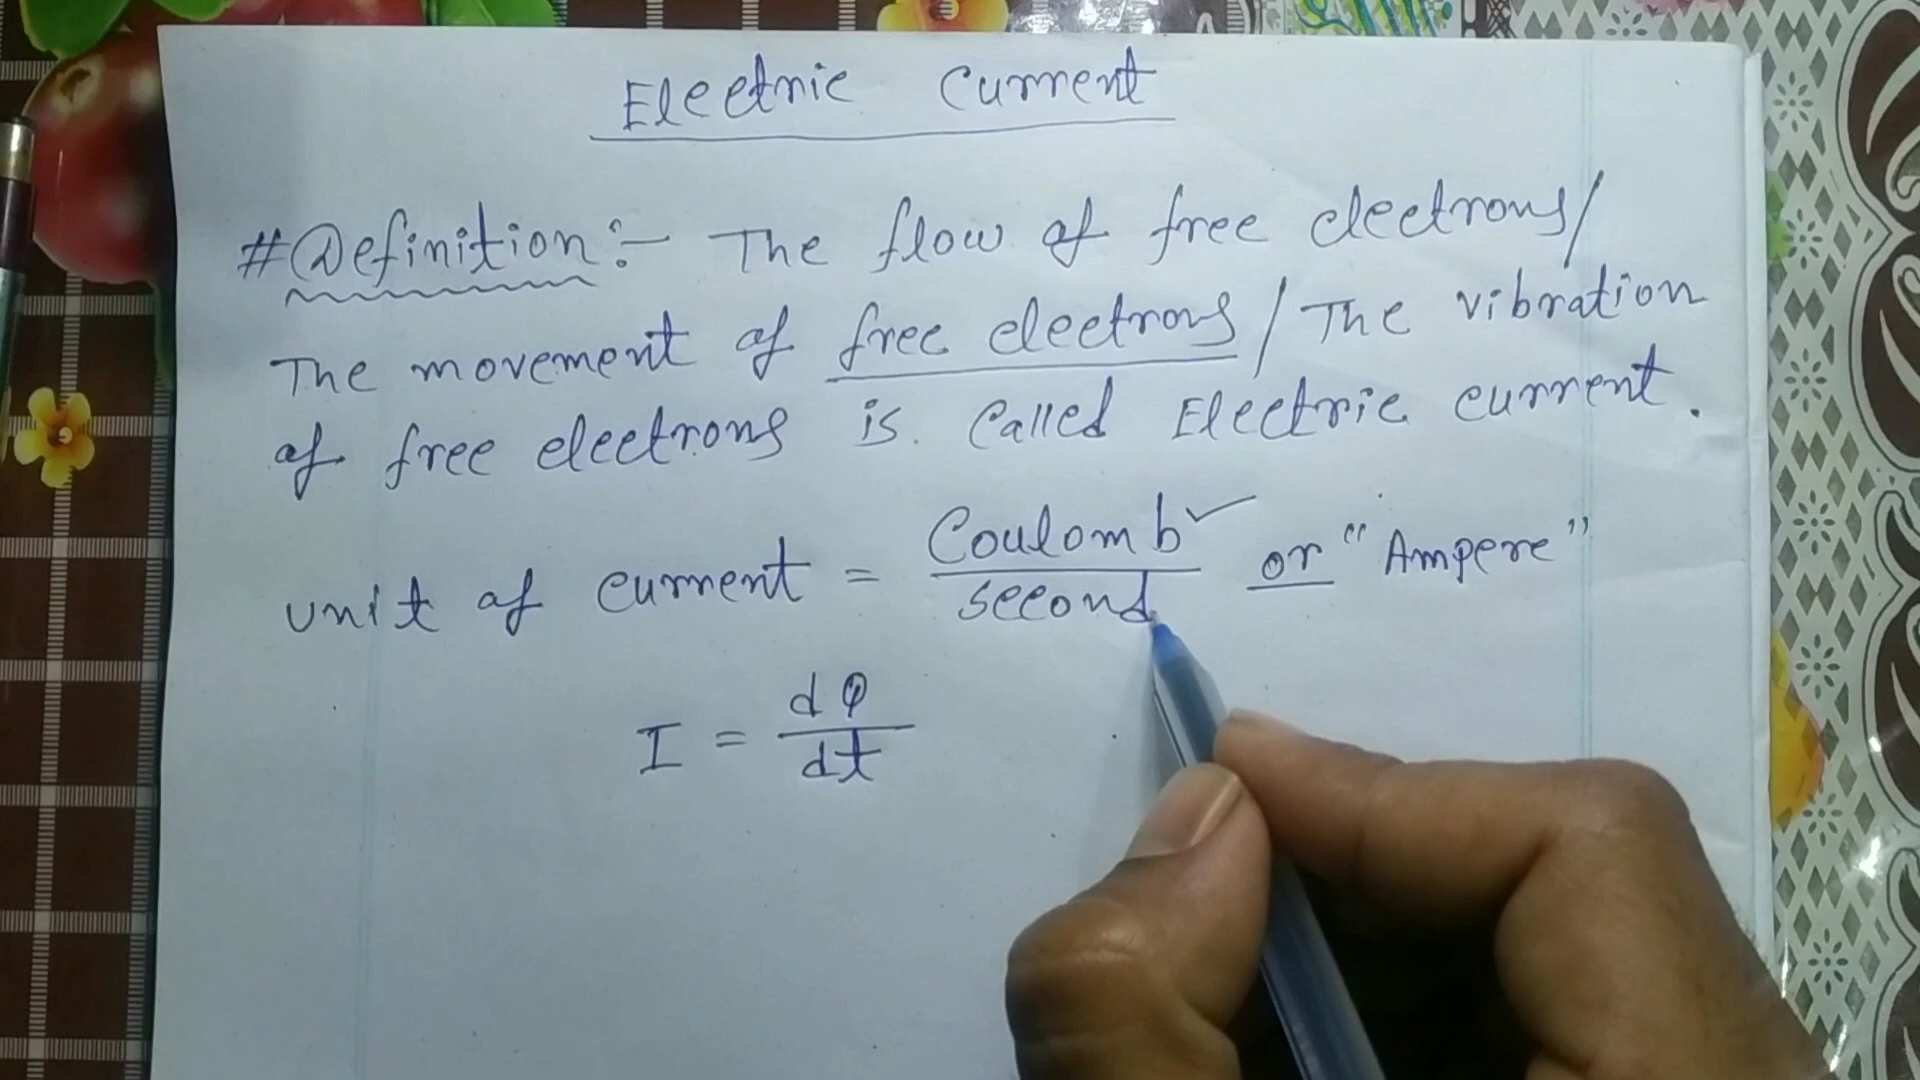 Electric Current
#Definition:- The flow of free electrons/
The movement of free electrons/The vibration
of free electrons is called Electric current.
unit of current = Coulomb/second or "Ampere"
I = dQ/dt